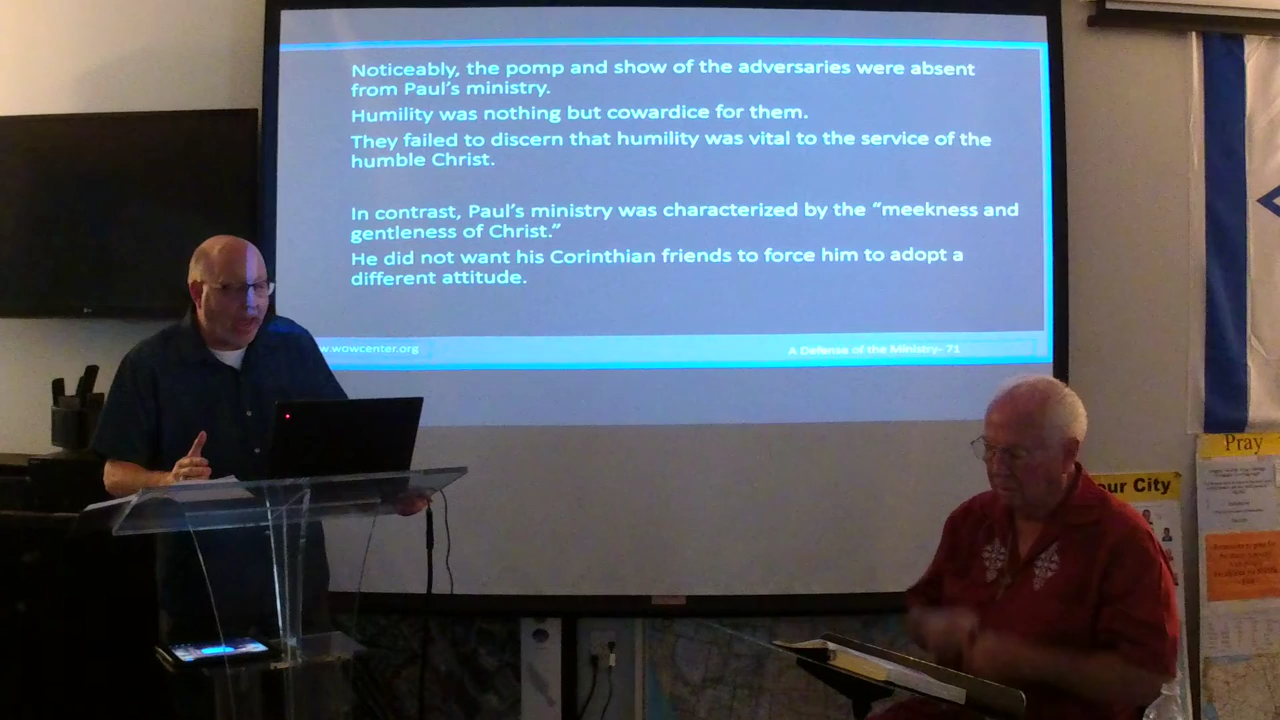 Noticeably, the pomp and show of the adversaries were absent
from Paul's ministry.
Humility was nothing but cowardice for them.
They failed to discern that humility was vital to the service of the
humble Christ.
In contrast, Paul's ministry was characterized by the “meekness and
gentleness of Christ.”
He did not want his Corinthian friends to force him to adopt a
different attitude.
w.wowcenter.org
A Defense of the Ministry- 71
Pray
our City